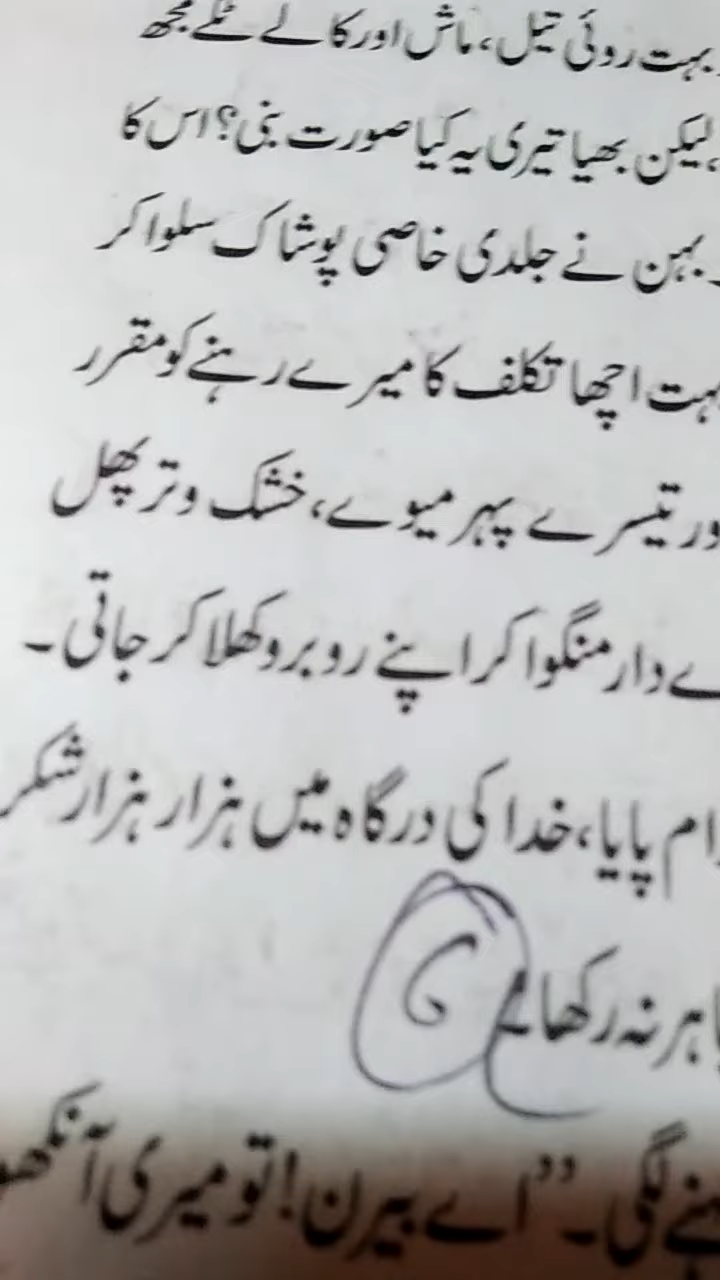 بہت روئی تیل، ماش اور کالے ٹکے مجھ
، لیکن بھیا تیری یہ کیا صورت بنی؟ اس کا
۔ بہن نے جلدی خاصی پوشاک سلوا کر
بہت اچھا تکلف کا میرے رہنے کو مقرر
ور تیسرے پہر میوے، خشک و تر پھل
ے دار منگوا کر اپنے روبرو کھلا کر جاتی۔
رام پایا، خدا کی درگاہ میں ہزار ہزار شکر
باہر نہ رکھا۔
ہنے لگی۔ "اے بیرن! تو میری آنکھو